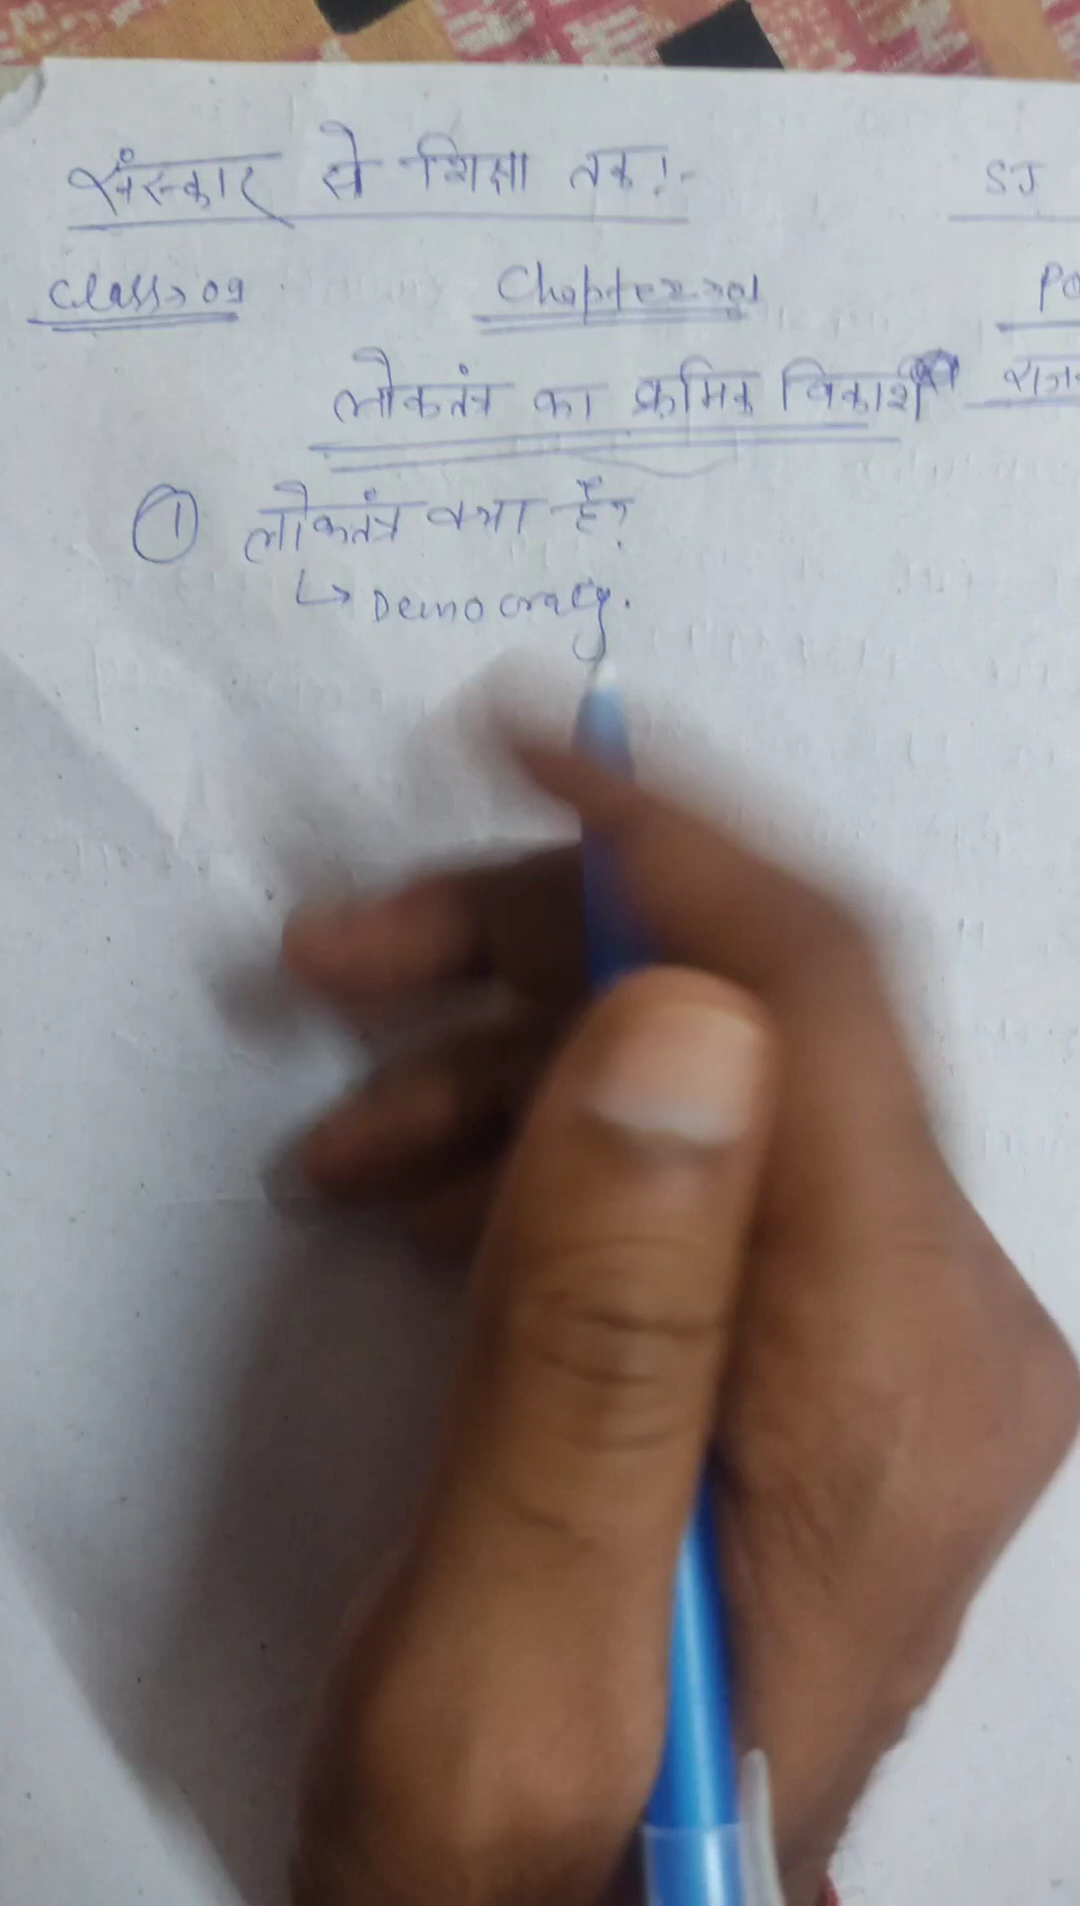 संस्कार से शिक्षा तक!-
SJ
Class→09
Chapter→01
Po
लोकतंत्र का क्रमिक विकाश
राज
① लोकतंत्र क्या है?
↳ Democracy.